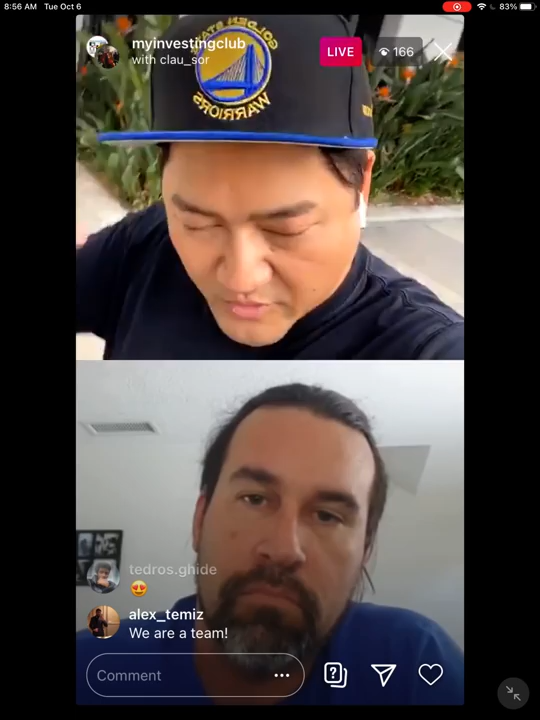 8:56 AM Tue Oct 6
83%
GOLDEN STATE
WARRIORS
myinvestingclub
with clau_sor
LIVE
166
tedros.ghide
😍
alex_temiz
We are a team!
Comment